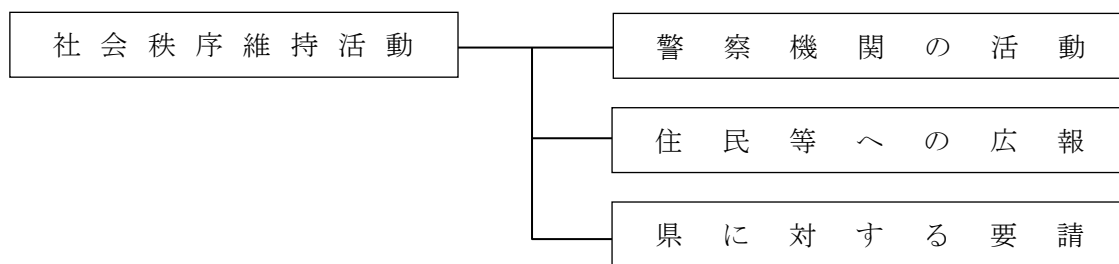 社会秩序維持活動
警察機関の活動
住民等への広報
県に対する要請